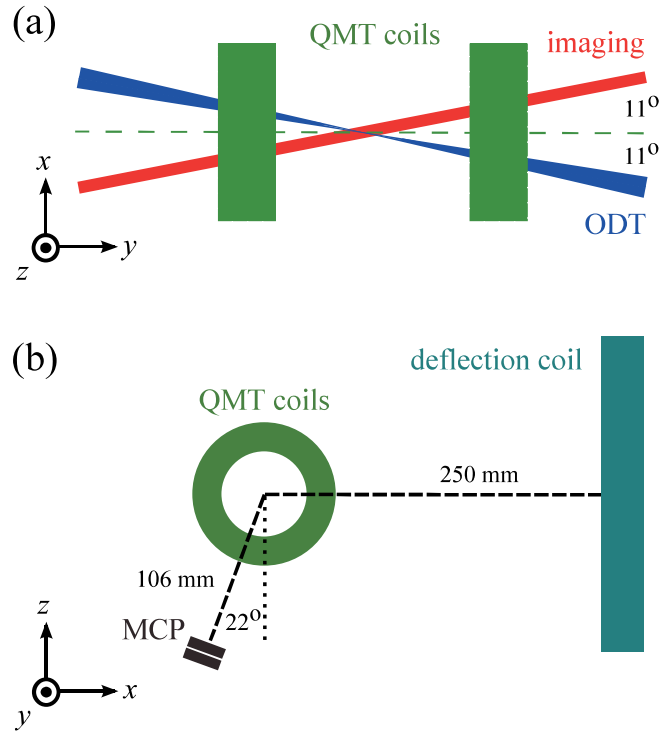 (a)
QMT coils
imaging
11°
11°
x
z
y
ODT
(b)
deflection coil
QMT coils
250 mm
106 mm
22°
MCP
z
y
x